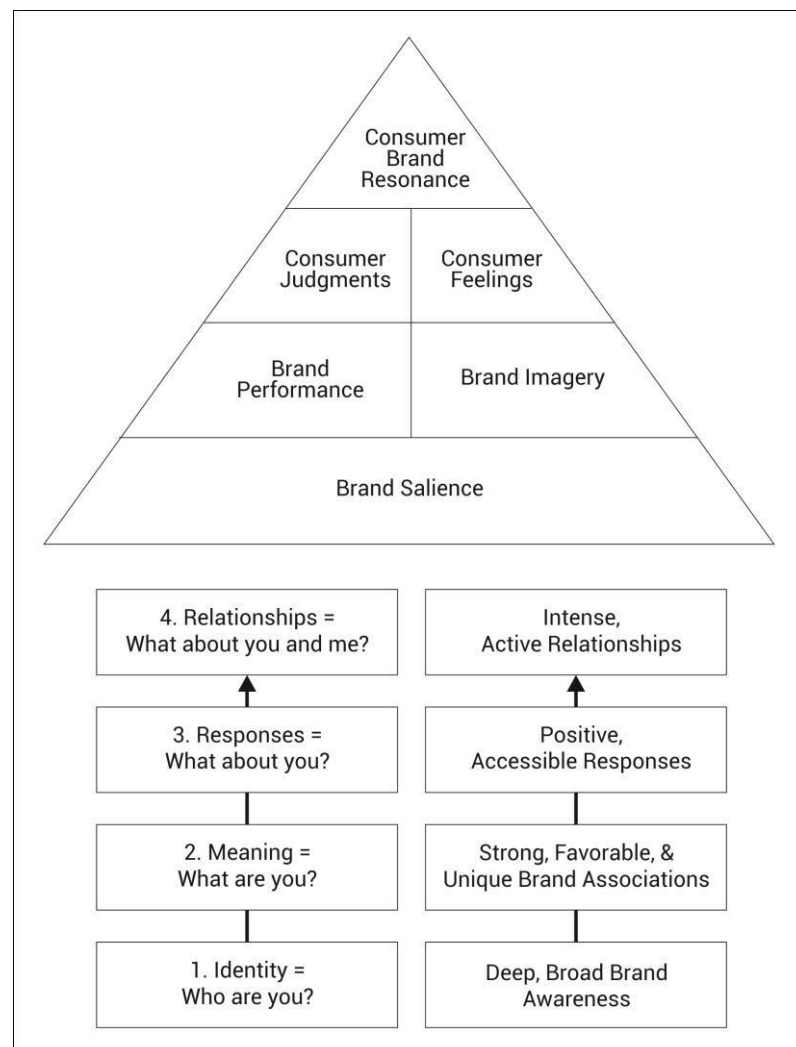 Consumer
Brand
Resonance
Consumer
Judgments
Consumer
Feelings
Brand
Performance
Brand Imagery
Brand Salience
4. Relationships =
What about you and me?
Intense,
Active Relationships
3. Responses =
What about you?
Positive,
Accessible Responses
2. Meaning =
What are you?
Strong, Favorable, &
Unique Brand Associations
1. Identity =
Who are you?
Deep, Broad Brand
Awareness